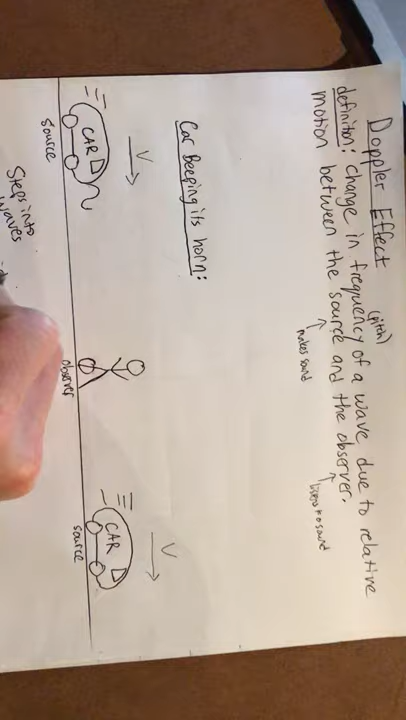 Doppler Effect
(pitch)
definition: change in frequency of a wave due to relative
motion between the source and the observer.
makes sound
listens to sound
Car beeping its horn:
V
V
CAR
CAR
source
observer
source
Steps into
waves